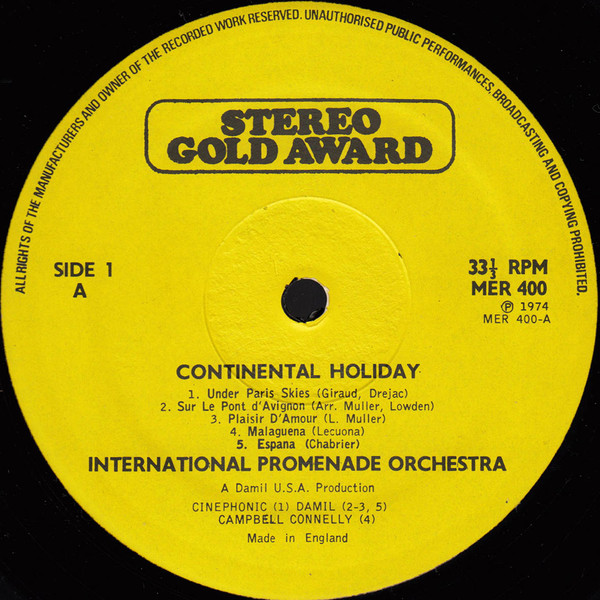 ALL RIGHTS OF THE MANUFACTURERS AND OWNER OF THE RECORDED WORK RESERVED. UNAUTHORISED PUBLIC PERFORMANCES, BROADCASTING AND COPYING PROHIBITED.
STEREO
GOLD AWARD
SIDE 1
A
33⅓ RPM
MER 400
℗ 1974
MER 400-A
CONTINENTAL HOLIDAY
1. Under Paris Skies (Giraud, Drejac)
2. Sur Le Pont d'Avignon (Arr. Muller, Lowden)
3. Plaisir D'Amour (L. Muller)
4. Malaguena (Lecuona)
5. Espana (Chabrier)
INTERNATIONAL PROMENADE ORCHESTRA
A Damil U.S.A. Production
CINEPHONIC (1) DAMIL (2-3, 5)
CAMPBELL CONNELLY (4)
Made in England